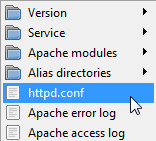 Version
Service
Apache modules
Alias directories
httpd.conf
Apache error log
Apache access log